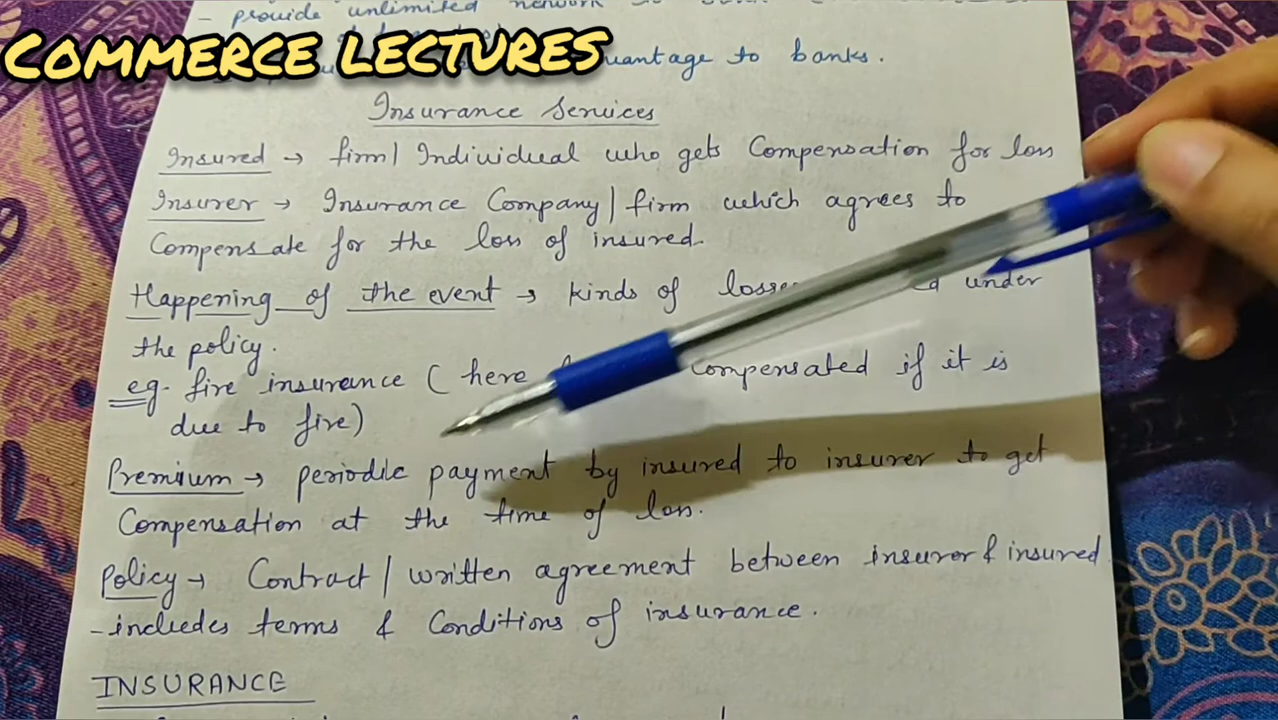 - provide unlimited network
COMMERCE LECTURES
to banks.
Insurance Services
Insured → firm/ Individual who gets Compensation for loss
Insurer → Insurance Company/ firm which agrees to
Compensate for the loss of insured.
Happening of the event → kinds of under
the policy.
eg- fire insurance ( here compensated if it is
due to fire)
Premium → periodic payment by insured to insurer to get
Compensation at the time of loss.
Policy → Contract / written agreement between insurer & insured
- includes terms & Conditions of insurance.
INSURANCE